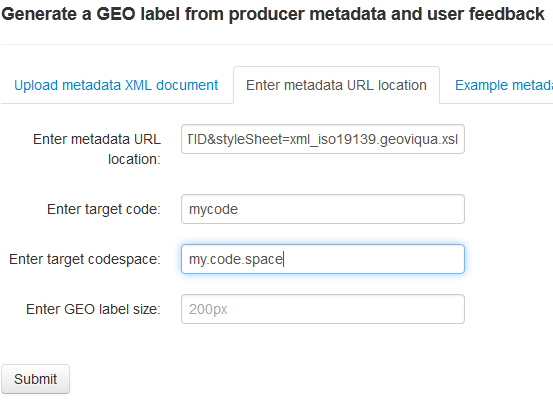 Generate a GEO label from producer metadata and user feedback
Upload metadata XML document Enter metadata URL location Example metada
Enter metadata URL location: TID&styleSheet=xml_iso19139.geoviqua.xsl
Enter target code: mycode
Enter target codespace: my.code.space
Enter GEO label size: 200px
Submit